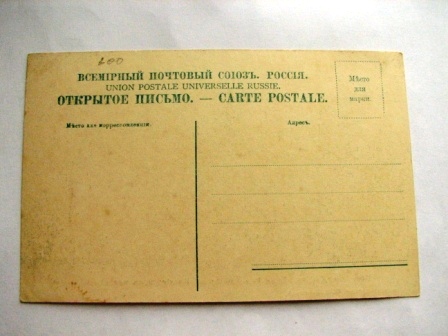 600
ВСЕМІРНЫЙ ПОЧТОВЫЙ СОЮЗЪ. РОССІЯ.
UNION POSTALE UNIVERSELLE RUSSIE.
ОТКРЫТОЕ ПИСЬМО. — CARTE POSTALE.
Мѣсто
для
марки.
Мѣсто для корреспонденціи.
Адресъ.